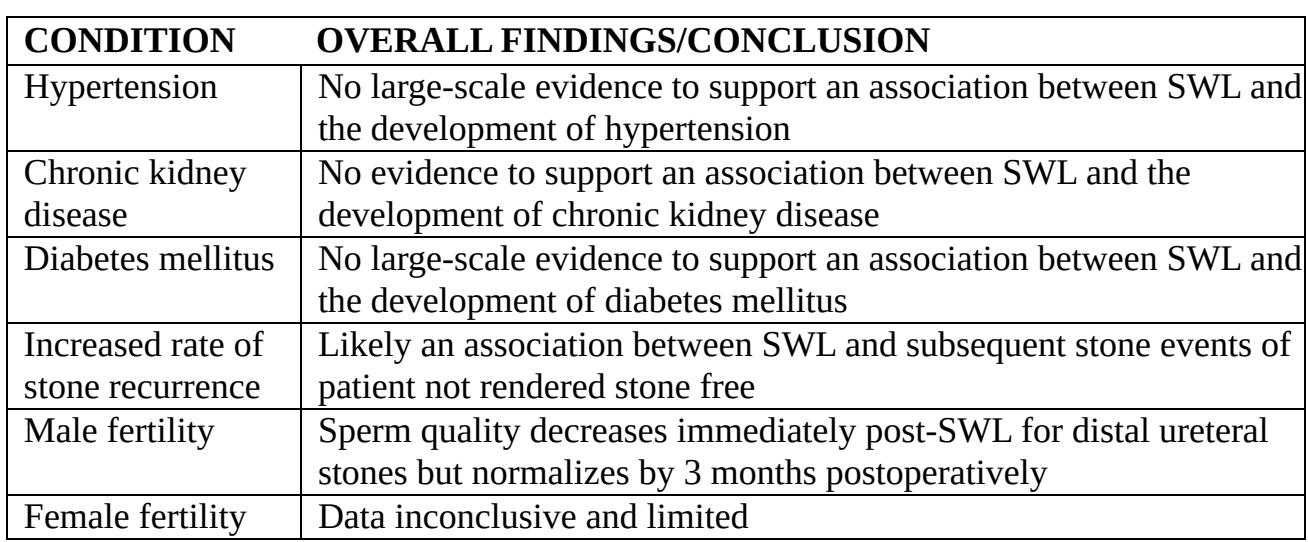 CONDITION OVERALL FINDINGS/CONCLUSION
Hypertension No large-scale evidence to support an association between SWL and
the development of hypertension
Chronic kidney No evidence to support an association between SWL and the
disease development of chronic kidney disease
Diabetes mellitus No large-scale evidence to support an association between SWL and
the development of diabetes mellitus
Increased rate of Likely an association between SWL and subsequent stone events of
stone recurrence patient not rendered stone free
Male fertility Sperm quality decreases immediately post-SWL for distal ureteral
stones but normalizes by 3 months postoperatively
Female fertility Data inconclusive and limited